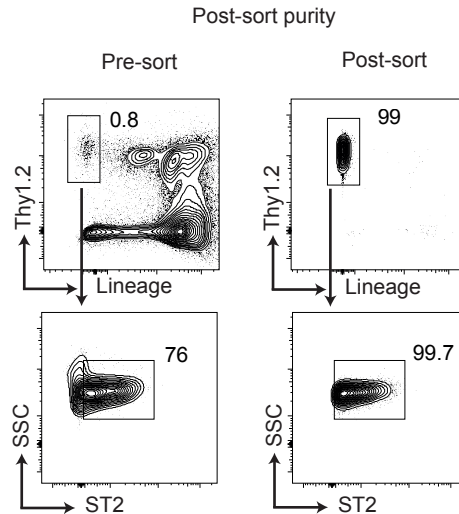 Post-sort purity
Pre-sort
Post-sort
0.8
99
Thy1.2
Thy1.2
Lineage
Lineage
76
99.7
SSC
SSC
ST2
ST2